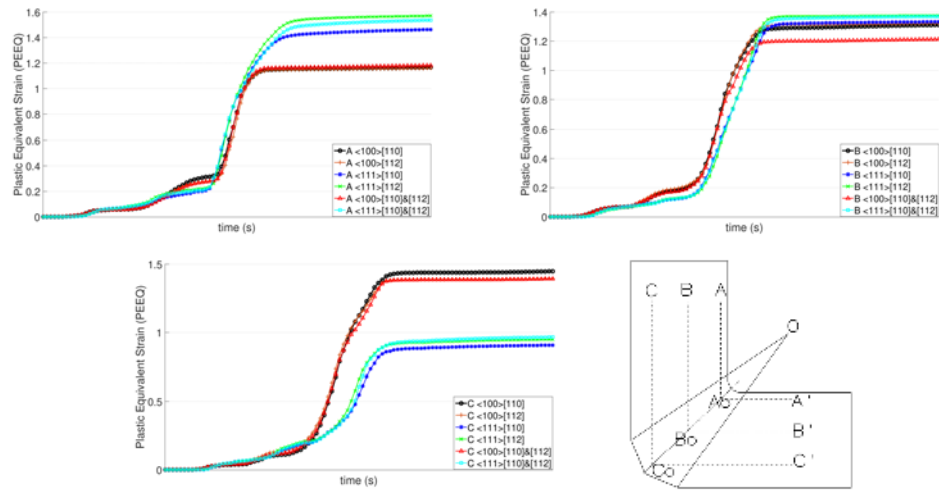 Plastic Equivalent Strain (PEEQ)
1.6
1.4
1.2
1
0.8
0.6
0.4
0.2
0
A <100>[110]
A <100>[112]
A <111>[110]
A <111>[112]
A <100>[110]&[112]
A <111>[110]&[112]
time (s)
Plastic Equivalent Strain (PEEQ)
1.4
1.2
1
0.8
0.6
0.4
0.2
0
B <100>[110]
B <100>[112]
B <111>[110]
B <111>[112]
B <100>[110]&[112]
B <111>[110]&[112]
time (s)
Plastic Equivalent Strain (PEEQ)
1.5
1
0.5
0
C <100>[110]
C <100>[112]
C <111>[110]
C <111>[112]
C <100>[110]&[112]
C <111>[110]&[112]
time (s)
C B A
O
Ao A'
Bo B'
Co C'